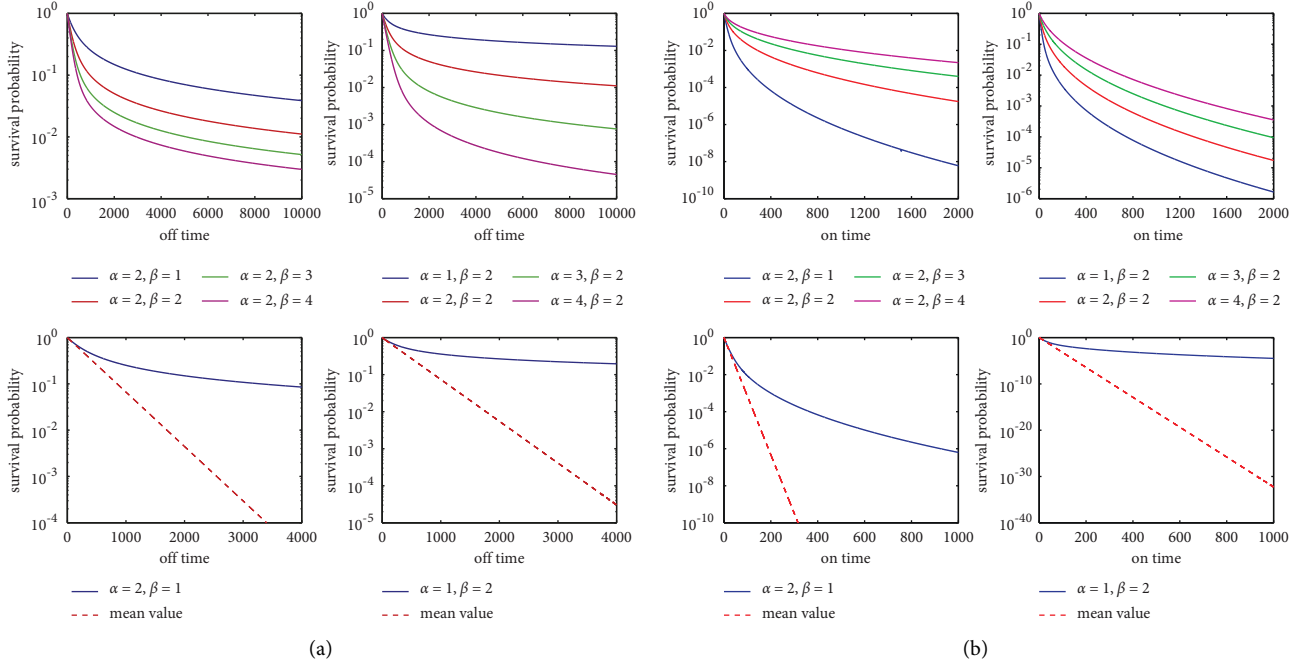 survival probability
10^0
10^-1
10^-2
10^-3
0 2000 4000 6000 8000 10000
off time
α = 2, β = 1
α = 2, β = 3
α = 2, β = 2
α = 2, β = 4
survival probability
10^0
10^-1
10^-2
10^-3
10^-4
10^-5
0 2000 4000 6000 8000 10000
off time
α = 1, β = 2
α = 3, β = 2
α = 2, β = 2
α = 4, β = 2
survival probability
10^0
10^-2
10^-4
10^-6
10^-8
10^-10
0 400 800 1200 1600 2000
on time
α = 2, β = 1
α = 2, β = 3
α = 2, β = 2
α = 2, β = 4
survival probability
10^0
10^-1
10^-2
10^-3
10^-4
10^-5
10^-6
0 400 800 1200 1600 2000
on time
α = 1, β = 2
α = 3, β = 2
α = 2, β = 2
α = 4, β = 2
survival probability
10^0
10^-1
10^-2
10^-3
10^-4
0 1000 2000 3000 4000
off time
α = 2, β = 1
mean value
survival probability
10^0
10^-1
10^-2
10^-3
10^-4
10^-5
0 1000 2000 3000 4000
off time
α = 1, β = 2
mean value
(a)
survival probability
10^0
10^-2
10^-4
10^-6
10^-8
10^-10
0 200 400 600 800 1000
on time
α = 2, β = 1
mean value
survival probability
10^0
10^-10
10^-20
10^-30
10^-40
0 200 400 600 800 1000
on time
α = 1, β = 2
mean value
(b)